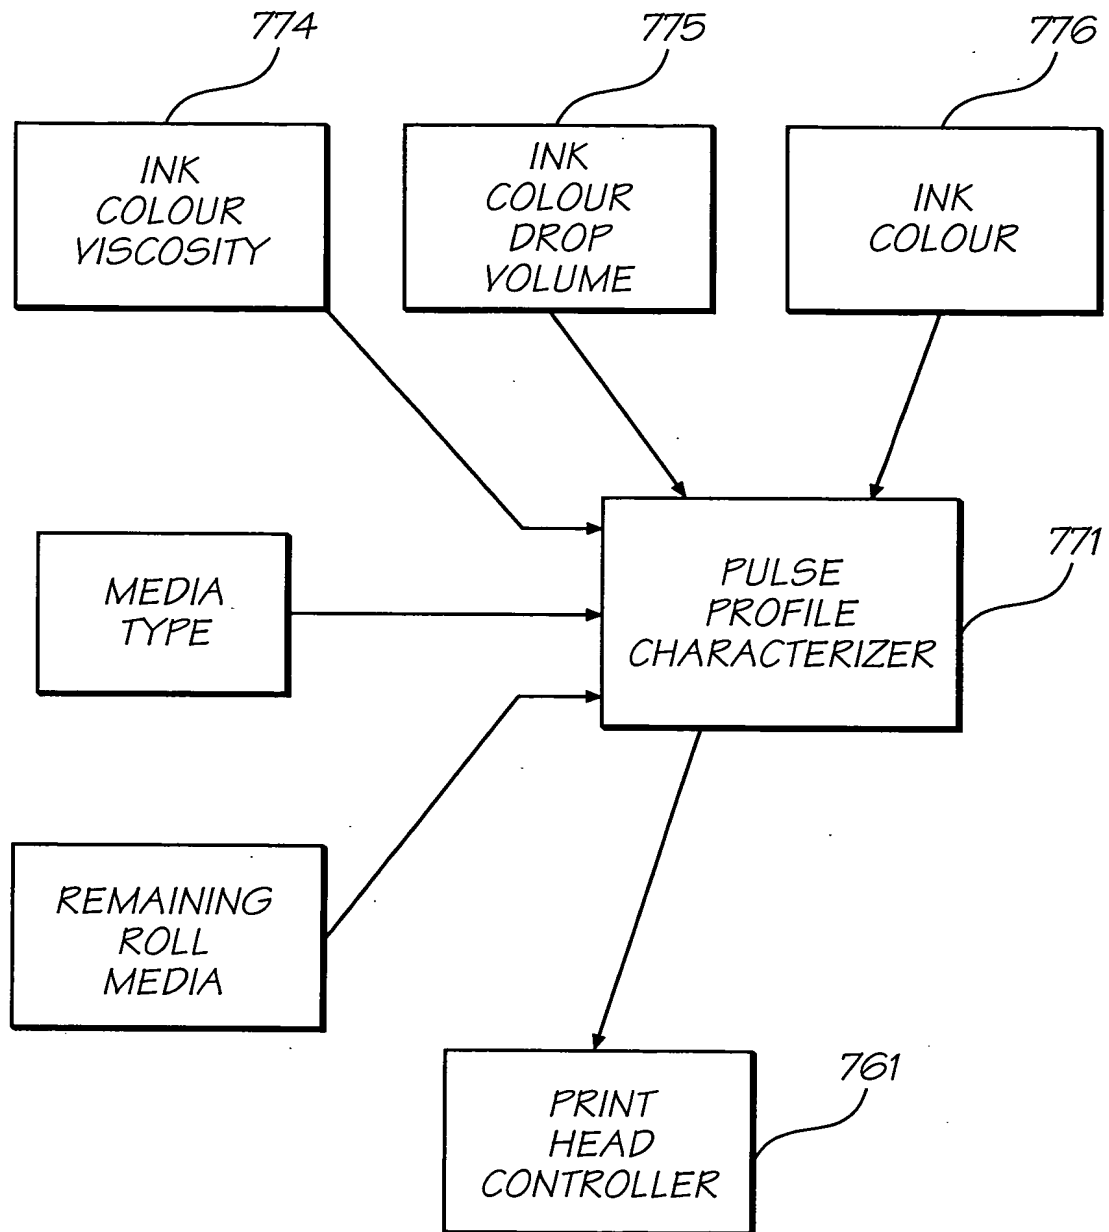 774
775
776
INK
COLOUR
VISCOSITY
INK
COLOUR
DROP
VOLUME
INK
COLOUR
771
MEDIA
TYPE
PULSE
PROFILE
CHARACTERIZER
REMAINING
ROLL
MEDIA
761
PRINT
HEAD
CONTROLLER